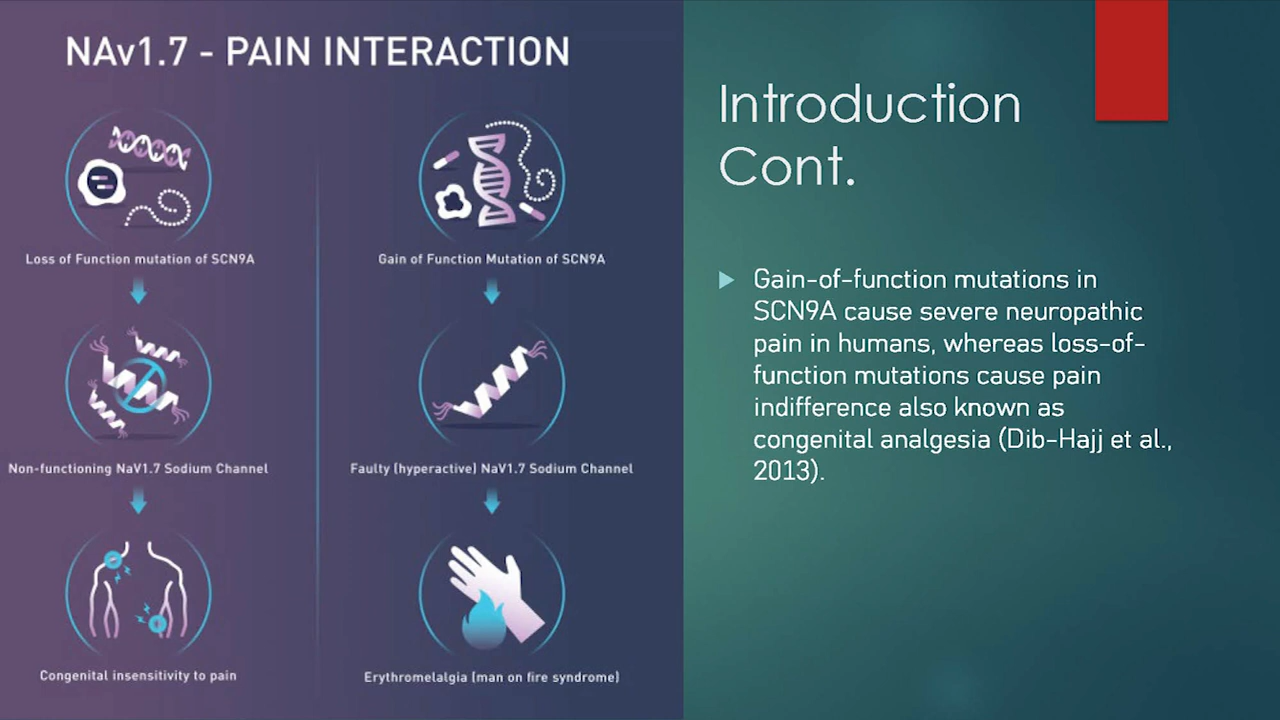 NAv1.7 - PAIN INTERACTION
Loss of Function mutation of SCN9A
Non-functioning NaV1.7 Sodium Channel
Congenital insensitivity to pain
Gain of Function Mutation of SCN9A
Faulty (hyperactive) NaV1.7 Sodium Channel
Erythromelalgia (man on fire syndrome)
Introduction
Cont.
Gain-of-function mutations in
SCN9A cause severe neuropathic
pain in humans, whereas loss-of-
function mutations cause pain
indifference also known as
congenital analgesia (Dib-Hajj et al.,
2013).